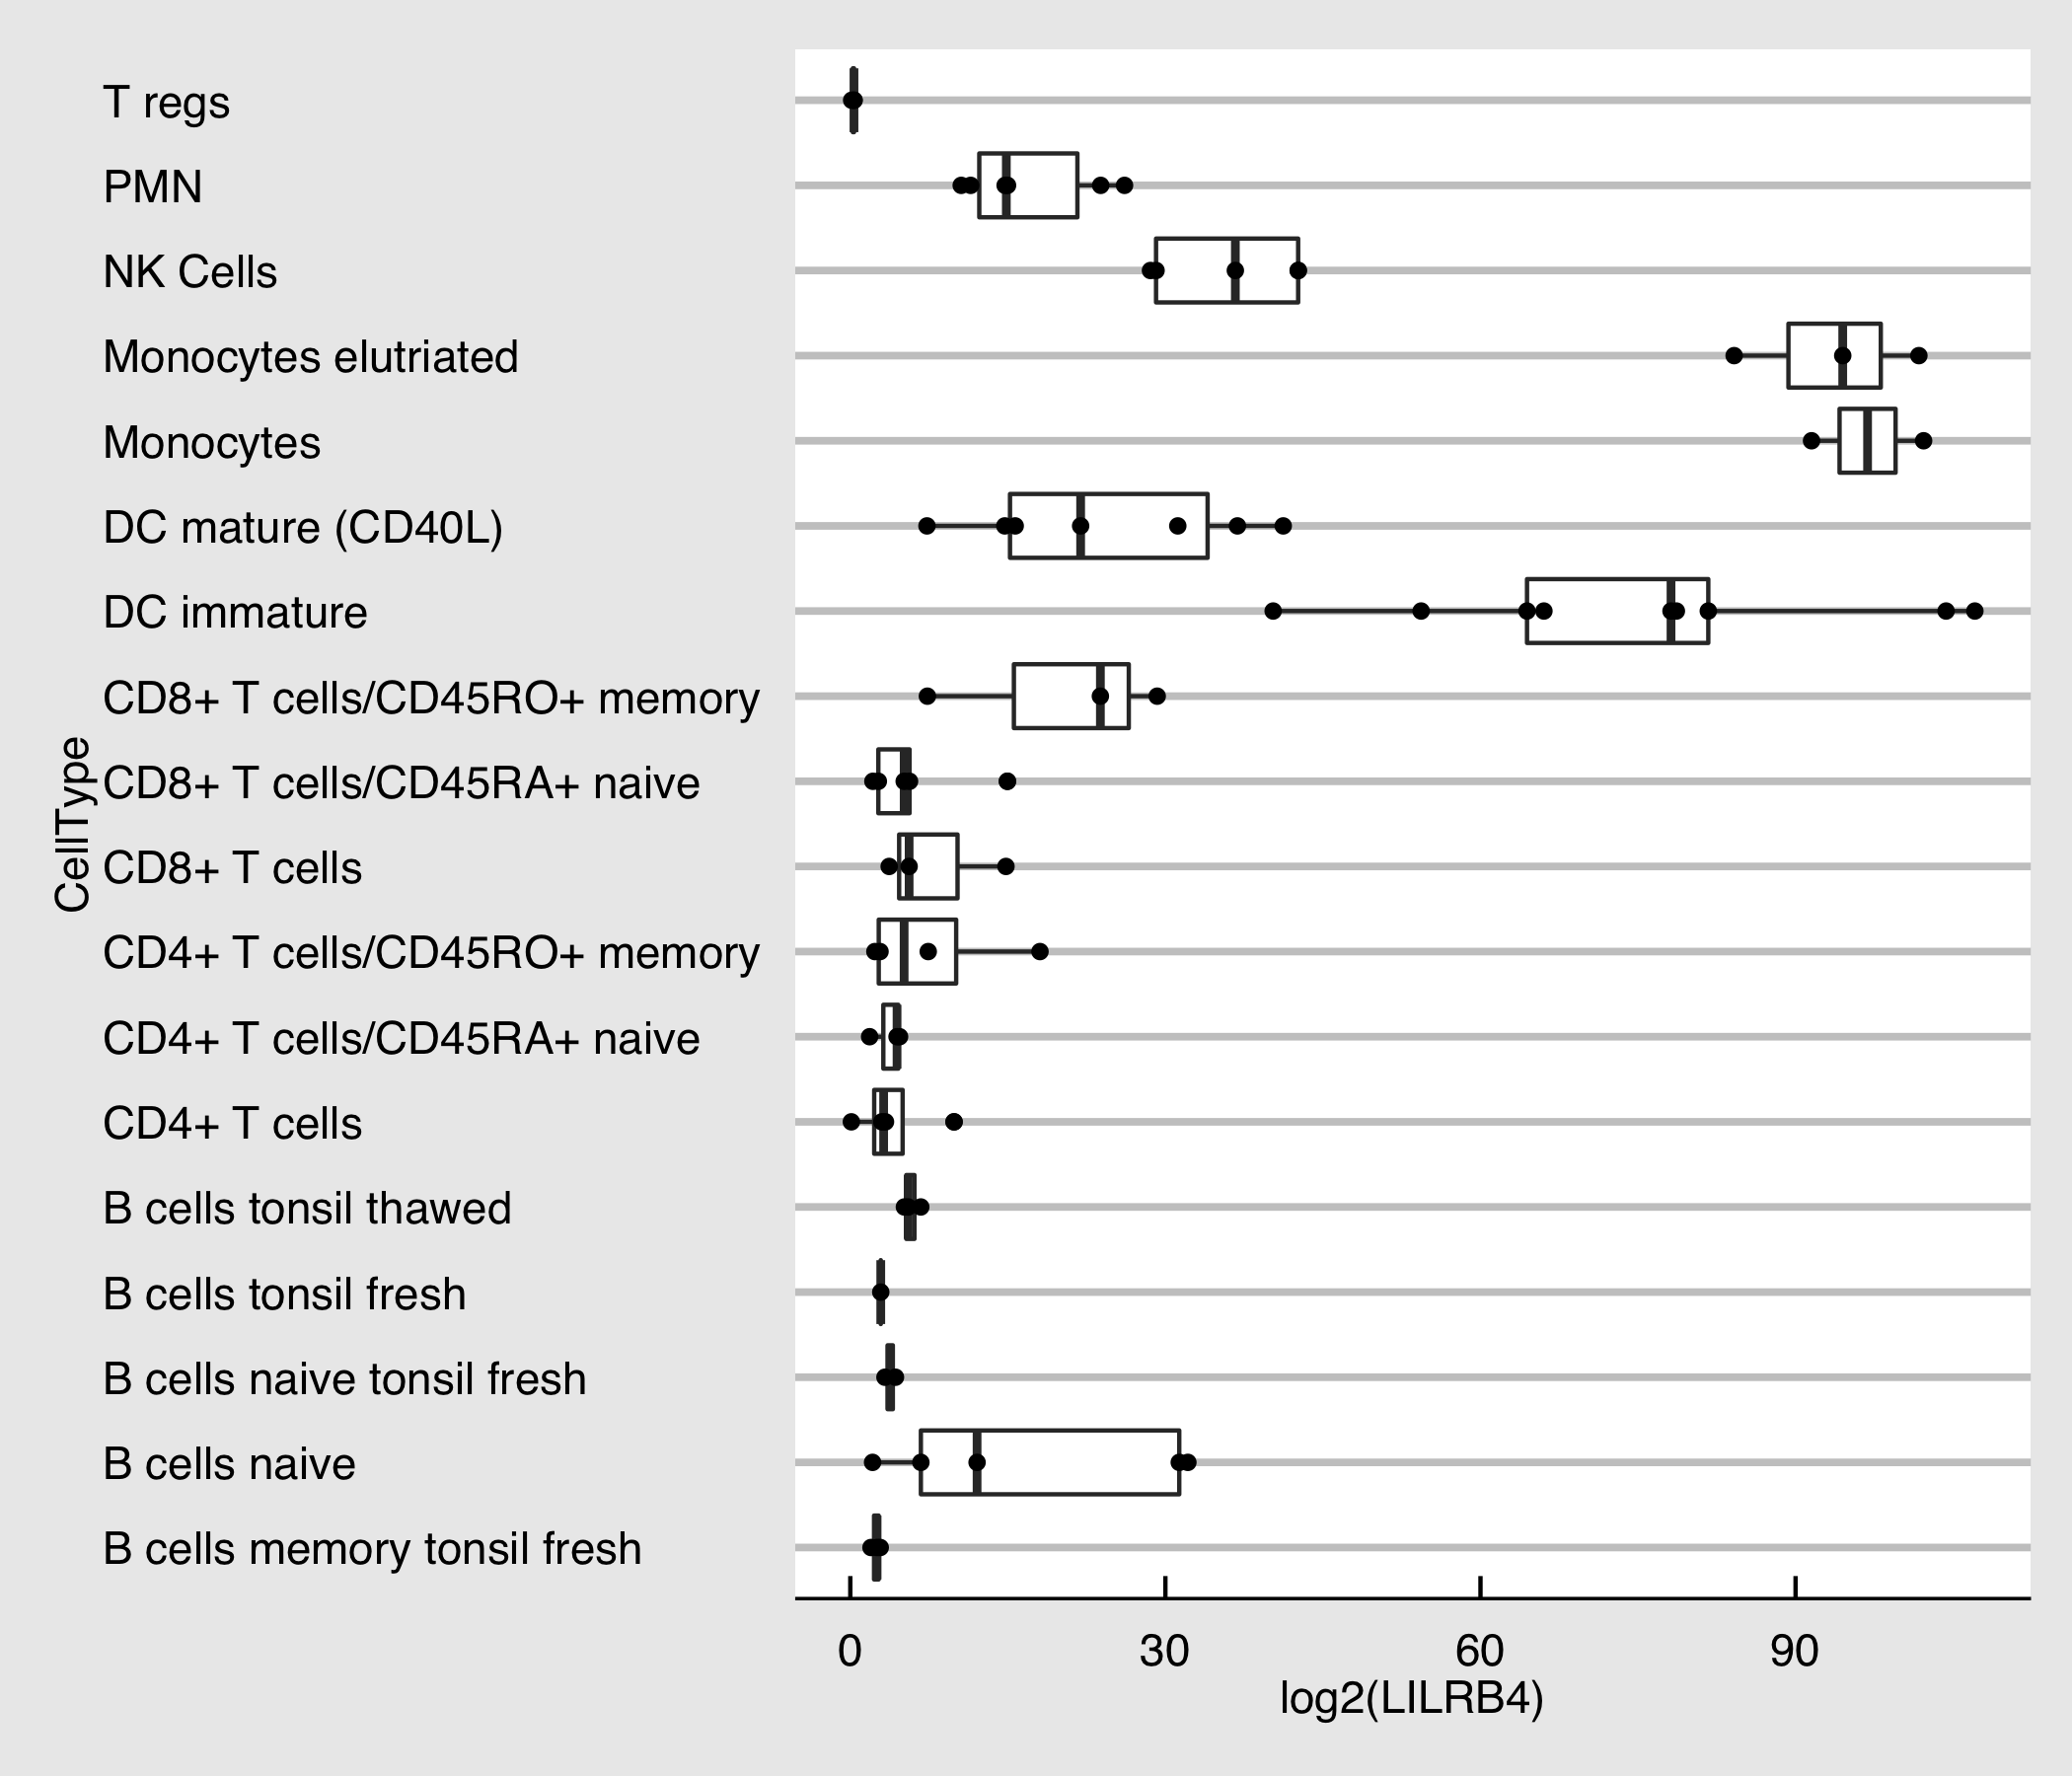 T regs
PMN
NK Cells
Monocytes elutriated
Monocytes
DC mature (CD40L)
DC immature
CD8+ T cells/CD45RO+ memory
CD8+ T cells/CD45RA+ naive
CD8+ T cells
CD4+ T cells/CD45RO+ memory
CD4+ T cells/CD45RA+ naive
CD4+ T cells
B cells tonsil thawed
B cells tonsil fresh
B cells naive tonsil fresh
B cells naive
B cells memory tonsil fresh
CellType
0 30 60 90
log2(LILRB4)